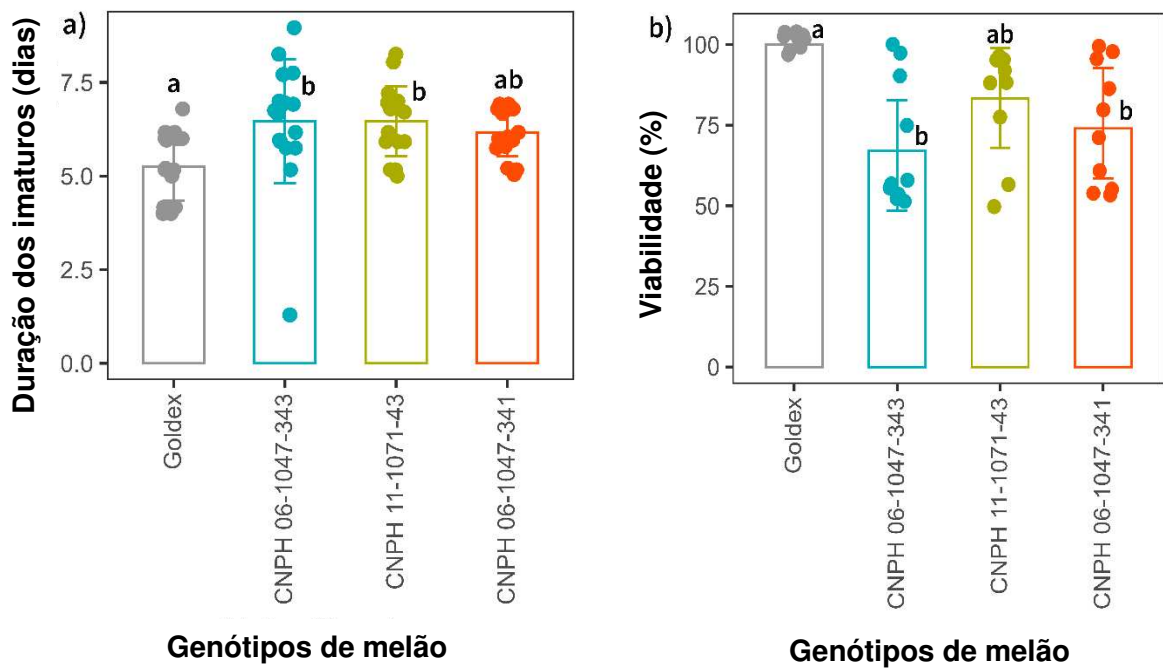 a)
Duração dos imaturos (dias)
7.5
5.0
2.5
0.0
a
b
b
ab
Goldex
CNPH 06-1047-343
CNPH 11-1071-43
CNPH 06-1047-341
Genótipos de melão
b)
Viabilidade (%)
100
75
50
25
0
a
b
ab
b
Goldex
CNPH 06-1047-343
CNPH 11-1071-43
CNPH 06-1047-341
Genótipos de melão